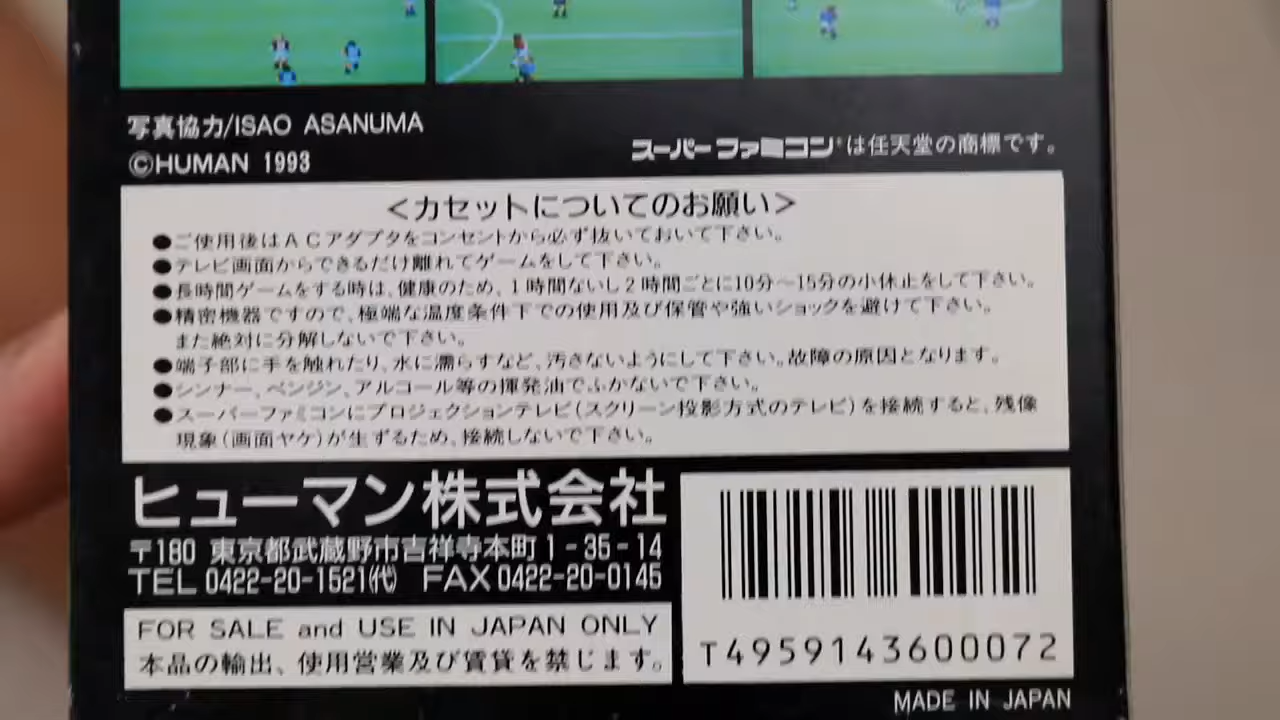 写真協力/ISAO ASANUMA
©HUMAN 1993
スーパーファミコン®は任天堂の商標です。
<カセットについてのお願い>
●ご使用後はACアダプタをコンセントから必ず抜いておいて下さい。
●テレビ画面からできるだけ離れてゲームをして下さい。
●長時間ゲームをする時は、健康のため、1時間ないし2時間ごとに10分〜15分の小休止をして下さい。
●精密機器ですので、極端な温度条件下での使用及び保管や強いショックを避けて下さい。
また絶対に分解しないで下さい。
●端子部に手を触れたり、水に濡らすなど、汚さないようにして下さい。故障の原因となります。
●シンナー、ベンジン、アルコール等の揮発油でふかないで下さい。
●スーパーファミコンにプロジェクションテレビ(スクリーン投影方式のテレビ)を接続すると、残像
現象(画面ヤケ)が生ずるため、接続しないで下さい。
ヒューマン株式会社
〒180 東京都武蔵野市吉祥寺本町1-35-14
TEL 0422-20-1521㈹ FAX 0422-20-0145
FOR SALE and USE IN JAPAN ONLY
本品の輸出、使用営業及び賃貸を禁じます。
T4959143600072
MADE IN JAPAN